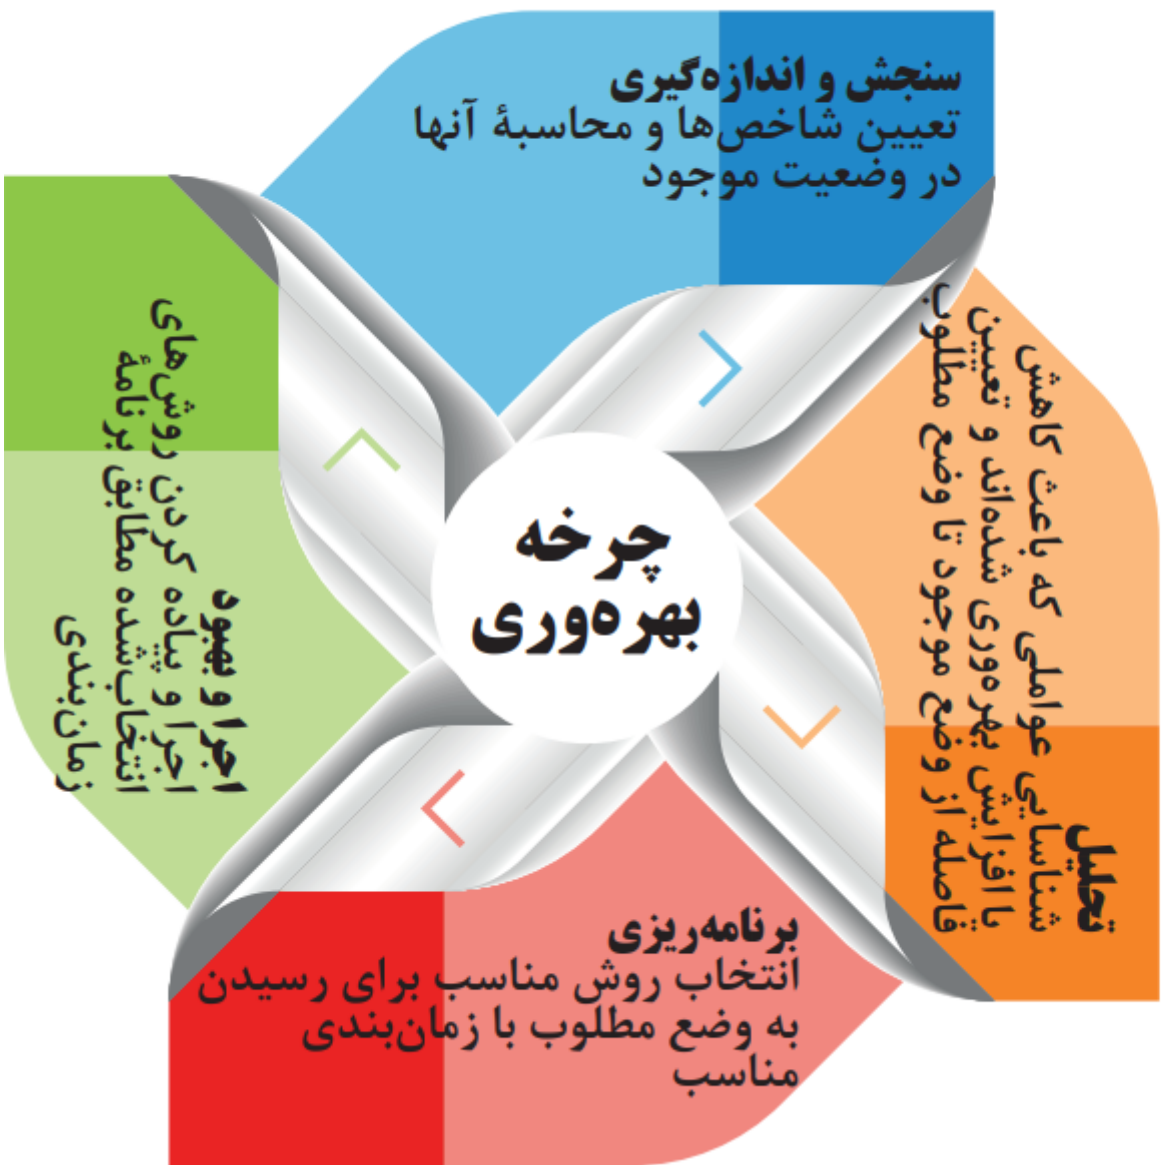 چرخه
بهره‌وری
سنجش و اندازه‌گیری
تعیین شاخص‌ها و محاسبهٔ آنها
در وضعیت موجود
تحلیل
شناسایی عواملی که باعث کاهش
یا افزایش بهره‌وری شده‌اند و تعیین
فاصله از وضع موجود تا وضع مطلوب
برنامه‌ریزی
انتخاب روش مناسب برای رسیدن
به وضع مطلوب با زمان‌بندی
مناسب
اجرا و بهبود
اجرا و پیاده کردن روش‌های
انتخاب‌شده مطابق برنامهٔ
زمان‌بندی